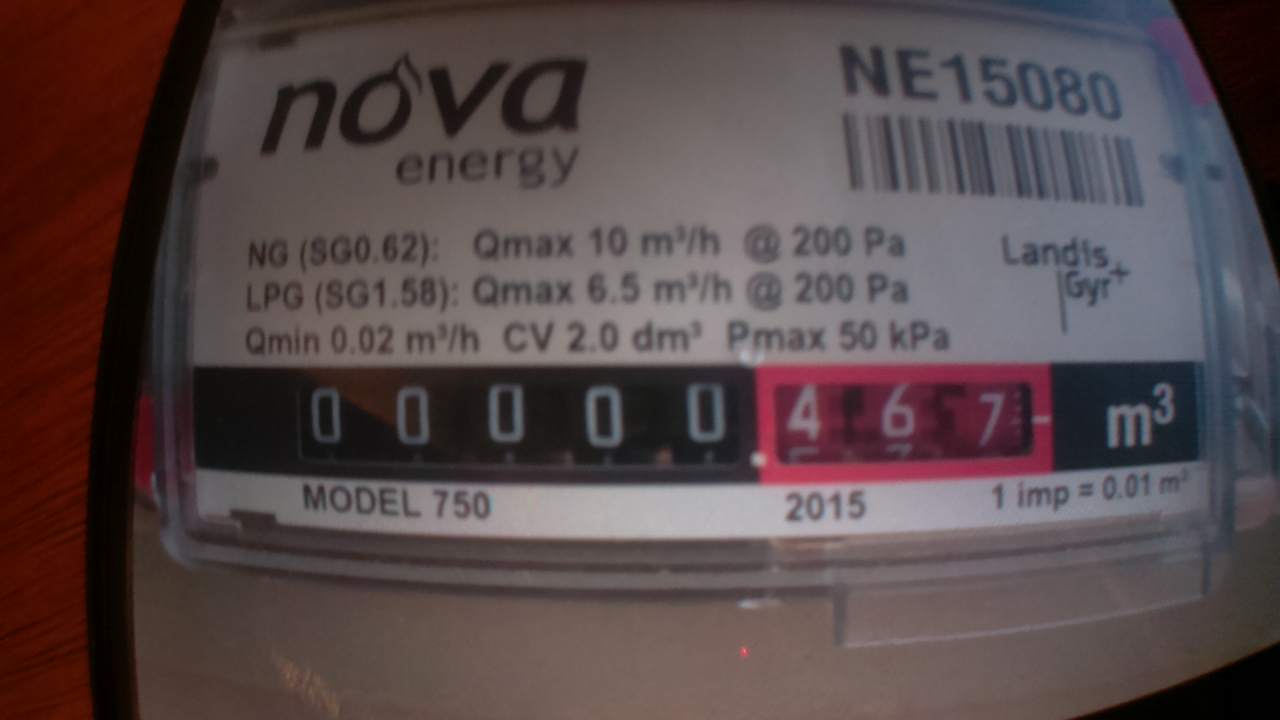 nova
energy
NE15080
NG (SG0.62): Qmax 10 m³/h @ 200 Pa
LPG (SG1.58): Qmax 6.5 m³/h @ 200 Pa
Landis
Gyr+
Qmin 0.02 m³/h CV 2.0 dm³ Pmax 50 kPa
0 0 0 0 0 . 4 6 7 m³
MODEL 750 2015 1 imp = 0.01 m³